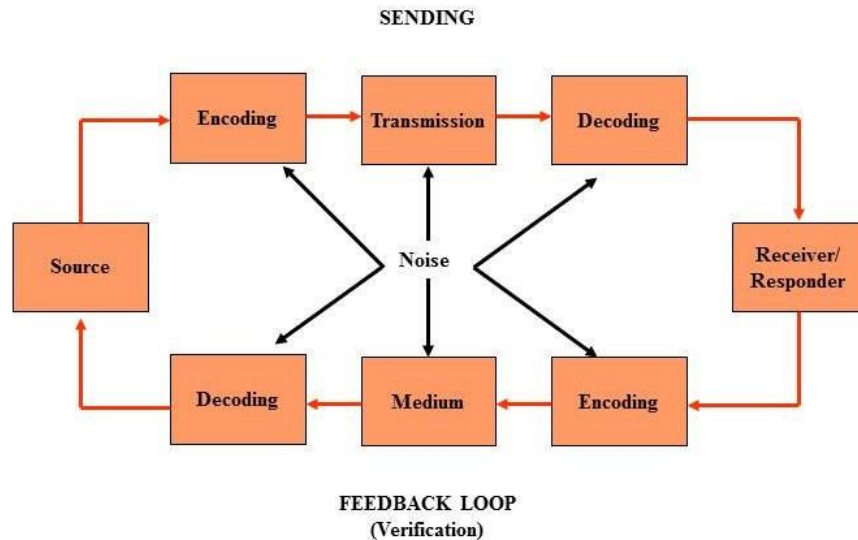 SENDING
Encoding
Transmission
Decoding
Source
Noise
Receiver/
Responder
Decoding
Medium
Encoding
FEEDBACK LOOP
(Verification)